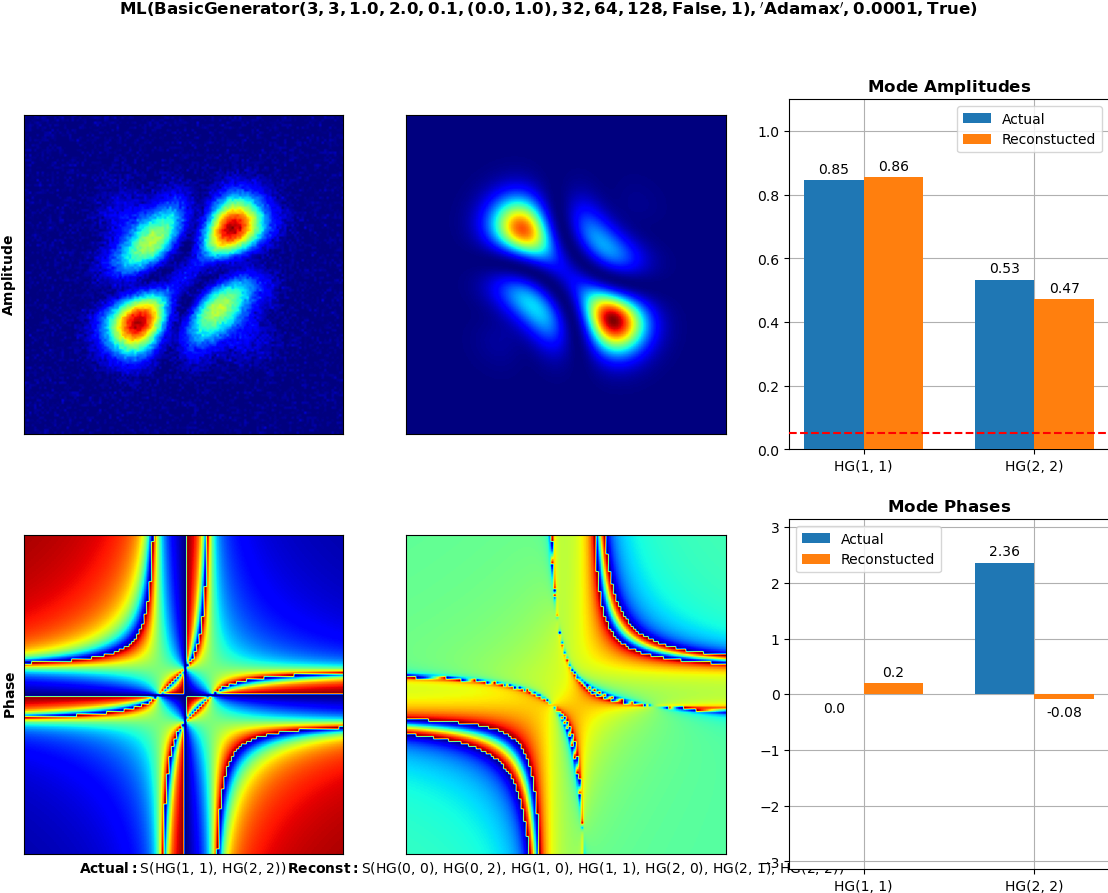 ML(BasicGenerator(3, 3, 1.0, 2.0, 0.1, (0.0, 1.0), 32, 64, 128, False, 1), 'Adamax', 0.0001, True)
Mode Amplitudes
Actual
Reconstucted
1.0
0.8
0.6
0.4
0.2
0.0
0.85
0.86
0.53
0.47
HG(1, 1)
HG(2, 2)
Amplitude
Mode Phases
Actual
Reconstucted
3
2
1
0
−1
−2
−3
0.0
0.2
2.36
-0.08
HG(1, 1)
HG(2, 2)
Phase
Actual: S(HG(1, 1), HG(2, 2)) Reconst: S(HG(0, 0), HG(0, 2), HG(1, 0), HG(1, 1), HG(2, 0), HG(2, 1), HG(2, 2))